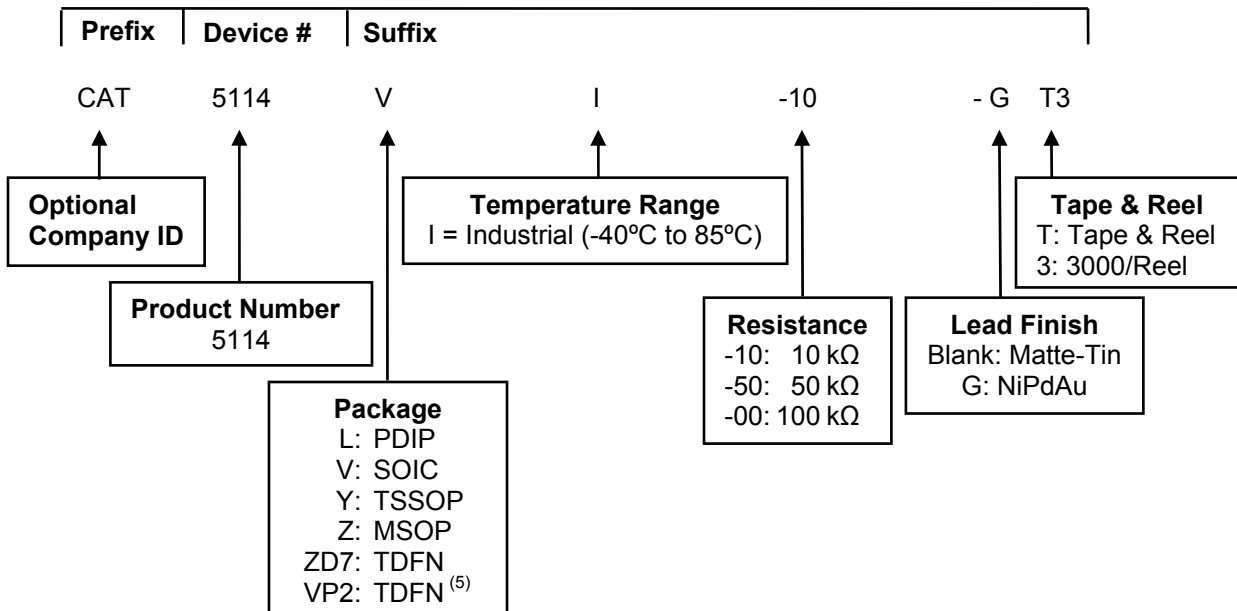 Prefix Device # Suffix
CAT 5114 V I -10 - G T3
Optional
Company ID
Temperature Range
I = Industrial (-40ºC to 85ºC)
Tape & Reel
T: Tape & Reel
3: 3000/Reel
Product Number
5114
Resistance
-10: 10 kΩ
-50: 50 kΩ
-00: 100 kΩ
Lead Finish
Blank: Matte-Tin
G: NiPdAu
Package
L: PDIP
V: SOIC
Y: TSSOP
Z: MSOP
ZD7: TDFN
VP2: TDFN (5)